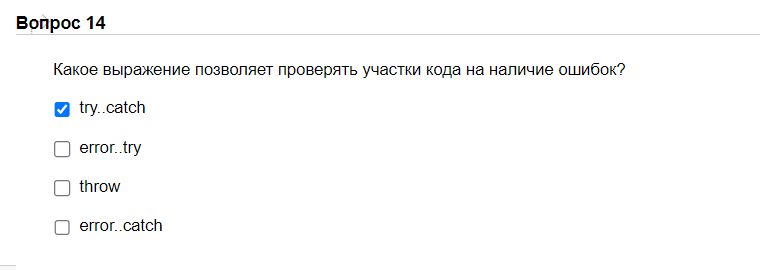 Вопрос 14
Какое выражение позволяет проверять участки кода на наличие ошибок?
try..catch
error..try
throw
error..catch